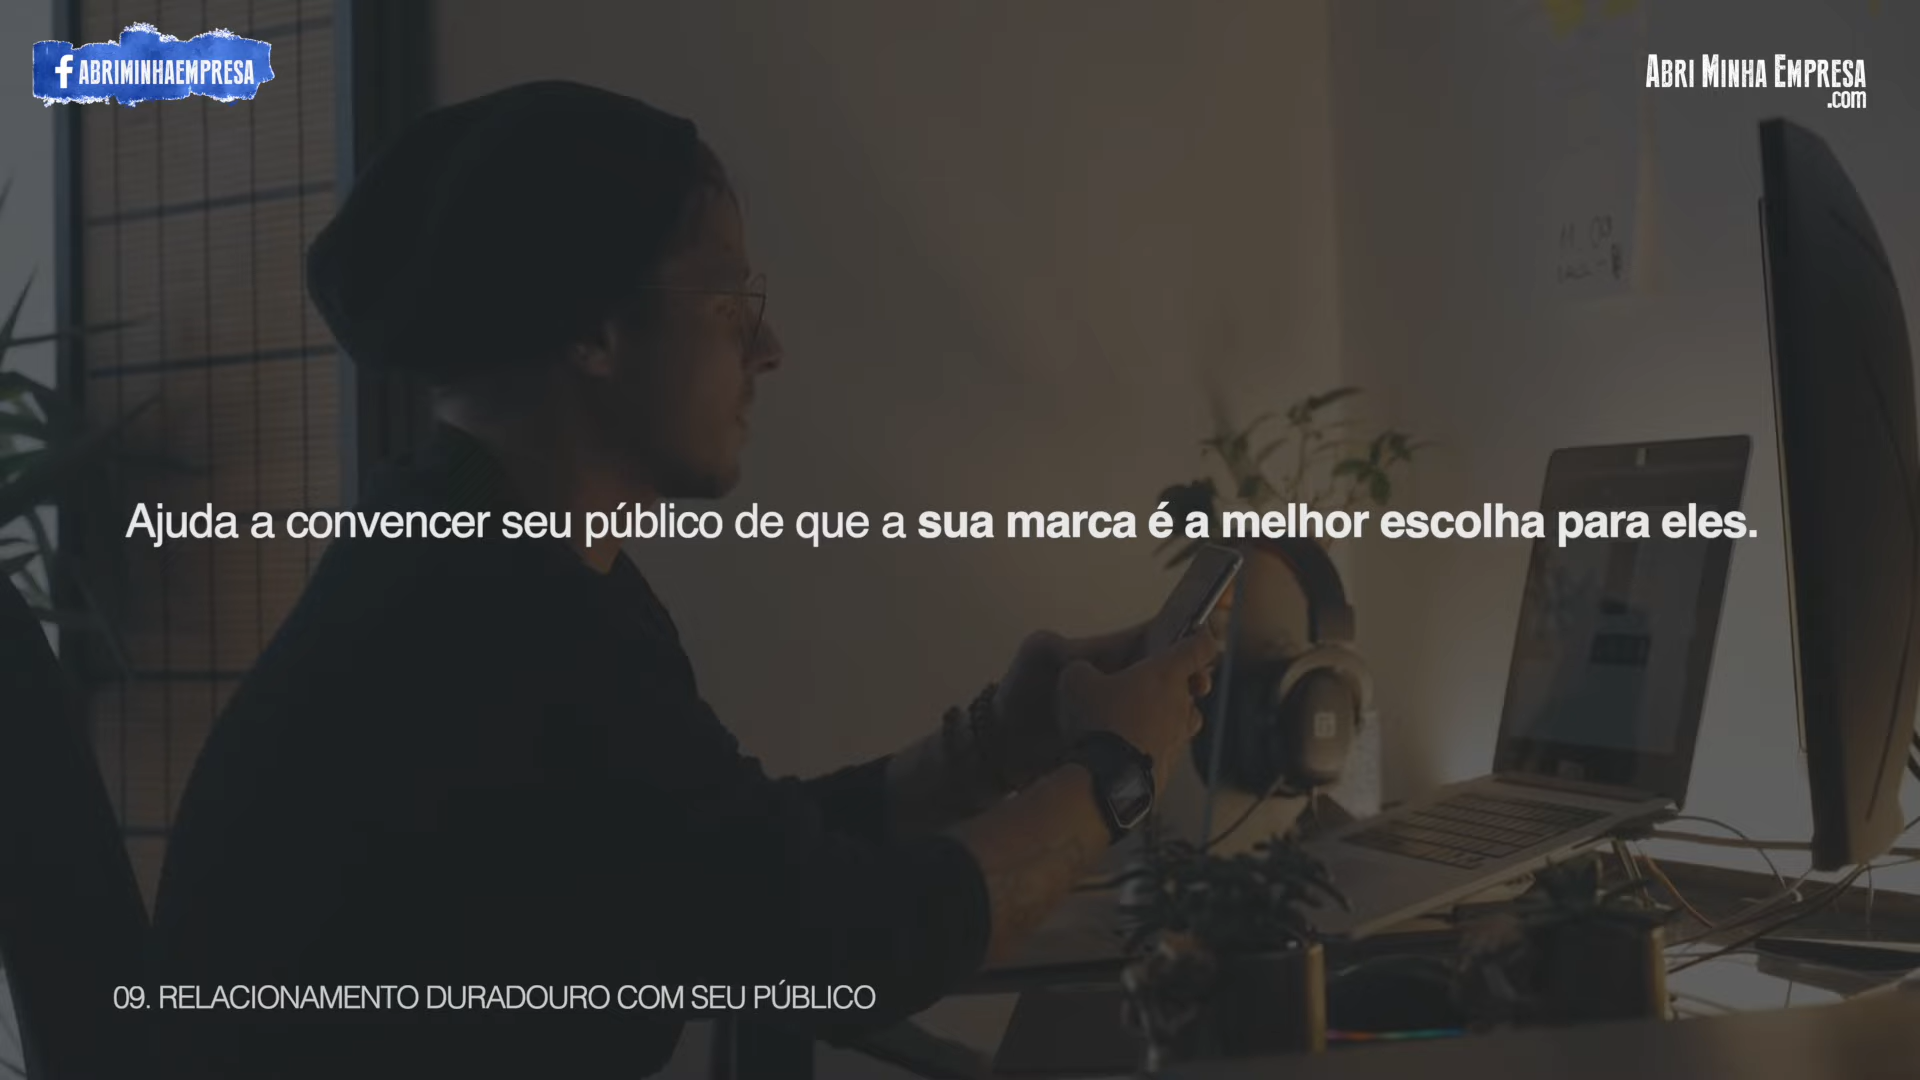 ABRIMINHAEMPRESA
ABRI MINHA EMPRESA
.COM
Ajuda a convencer seu público de que a sua marca é a melhor escolha para eles.
09. RELACIONAMENTO DURADOURO COM SEU PÚBLICO